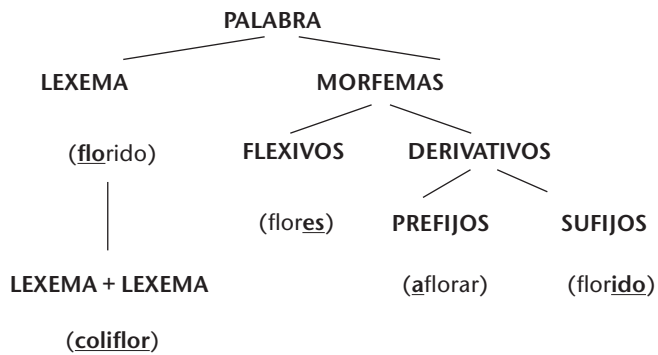 PALABRA
LEXEMA MORFEMAS
(florido) FLEXIVOS DERIVATIVOS
(flores) PREFIJOS SUFIJOS
LEXEMA + LEXEMA (aflorar) (florido)
(coliflor)